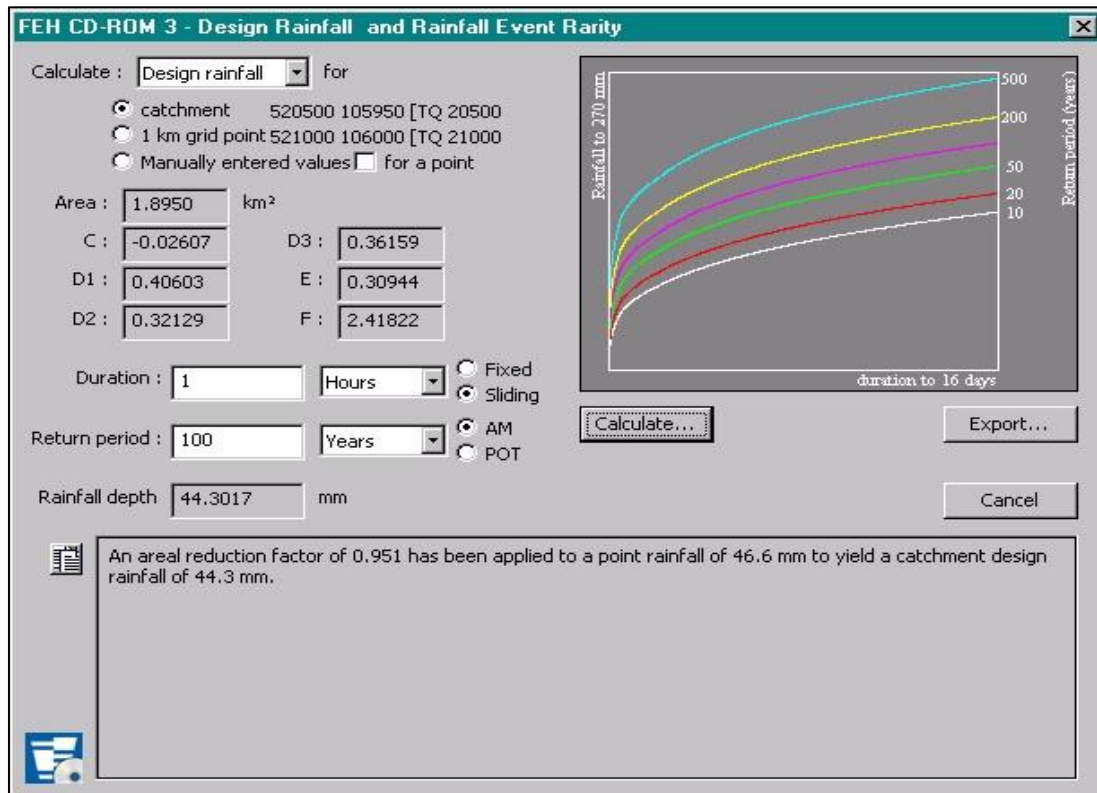 FEH CD-ROM 3 - Design Rainfall and Rainfall Event Rarity
Calculate : Design rainfall for
catchment 520500 105950 [TQ 20500
1 km grid point 521000 106000 [TQ 21000
Manually entered values for a point
Area : 1.8950 km²
C : -0.02607 D3 : 0.36159
D1 : 0.40603 E : 0.30944
D2 : 0.32129 F : 2.41822
Duration : 1 Hours Fixed
Sliding
Return period : 100 Years AM
POT
Rainfall depth 44.3017 mm
Rainfall to 270 mm
500
200
50
20
10
Return period (years)
duration to 16 days
Calculate... Export...
Cancel
An areal reduction factor of 0.951 has been applied to a point rainfall of 46.6 mm to yield a catchment design
rainfall of 44.3 mm.